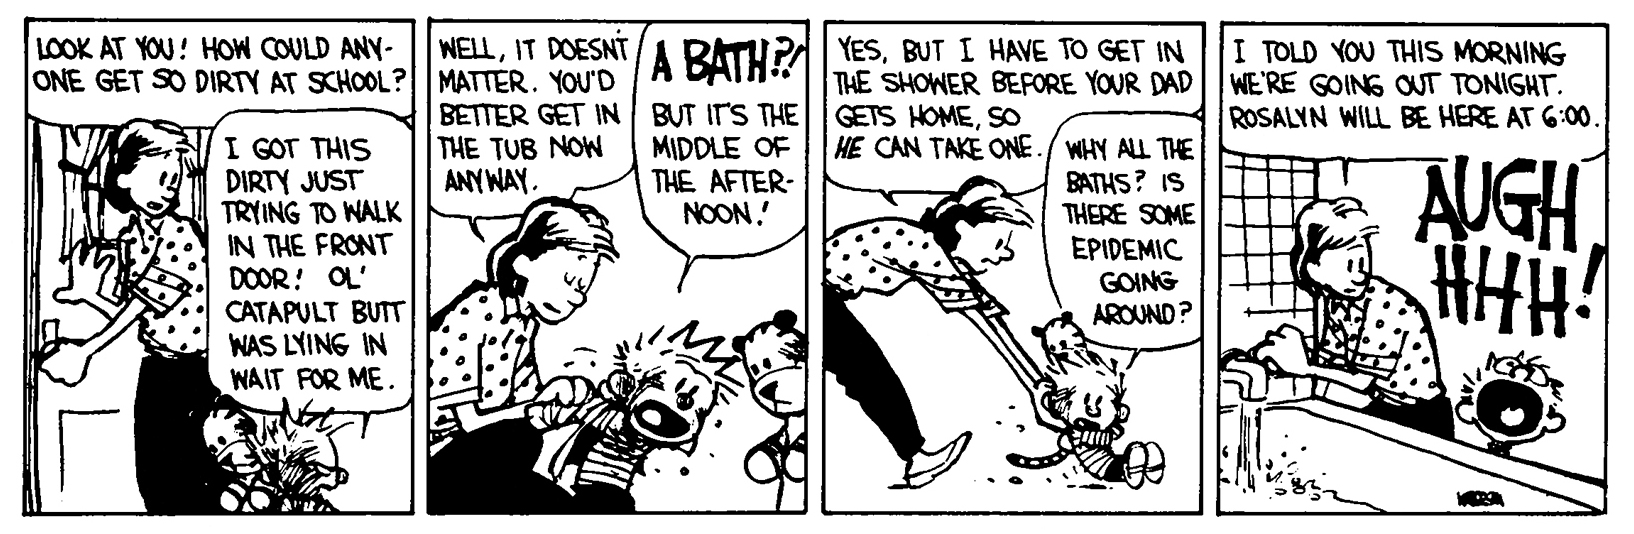 LOOK AT YOU! HOW COULD ANY-
ONE GET SO DIRTY AT SCHOOL?
I GOT THIS
DIRTY JUST
TRYING TO WALK
IN THE FRONT
DOOR! OL'
CATAPULT BUTT
WAS LYING IN
WAIT FOR ME.
WELL, IT DOESN'T
MATTER. YOU'D
BETTER GET IN
THE TUB NOW
ANYWAY.
A BATH?!
BUT IT'S THE
MIDDLE OF
THE AFTER-
NOON!
YES, BUT I HAVE TO GET IN
THE SHOWER BEFORE YOUR DAD
GETS HOME, SO
HE CAN TAKE ONE.
WHY ALL THE
BATHS? IS
THERE SOME
EPIDEMIC
GOING
AROUND?
I TOLD YOU THIS MORNING
WE'RE GOING OUT TONIGHT.
ROSALYN WILL BE HERE AT 6:00.
AUGH
HHH!